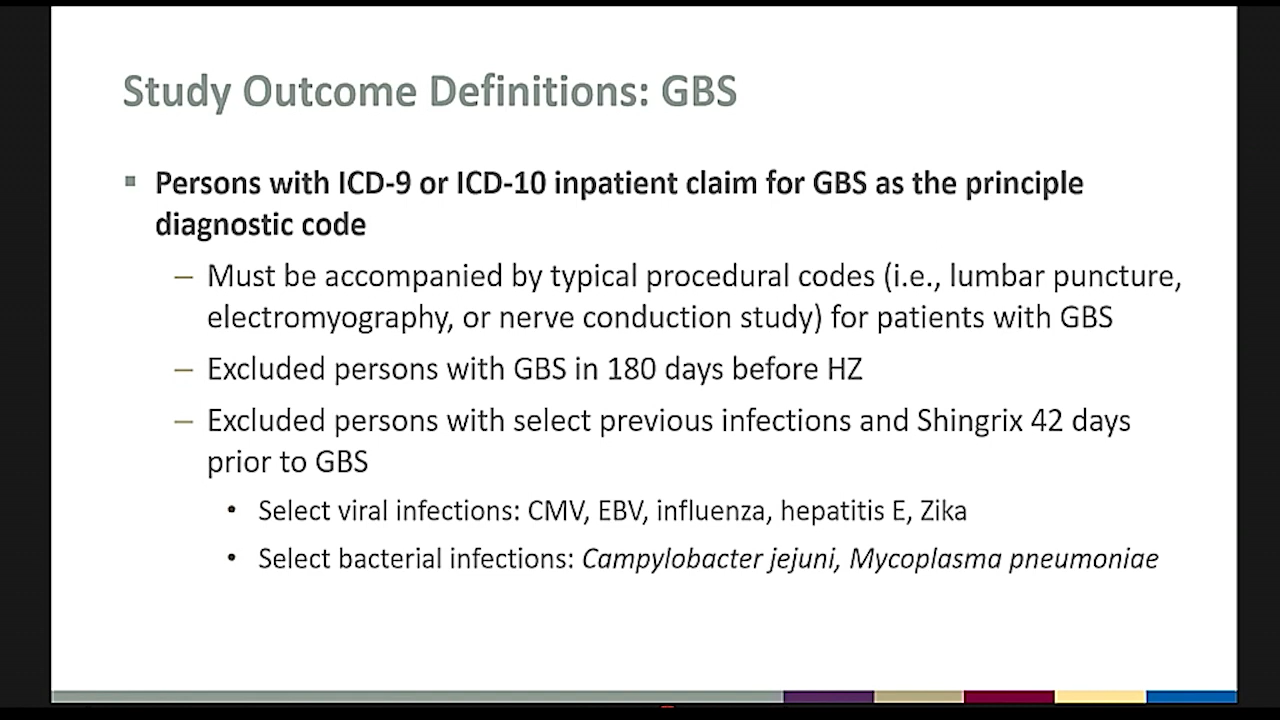 Study Outcome Definitions: GBS
▪ Persons with ICD-9 or ICD-10 inpatient claim for GBS as the principle
diagnostic code
– Must be accompanied by typical procedural codes (i.e., lumbar puncture,
electromyography, or nerve conduction study) for patients with GBS
– Excluded persons with GBS in 180 days before HZ
– Excluded persons with select previous infections and Shingrix 42 days
prior to GBS
• Select viral infections: CMV, EBV, influenza, hepatitis E, Zika
• Select bacterial infections: Campylobacter jejuni, Mycoplasma pneumoniae